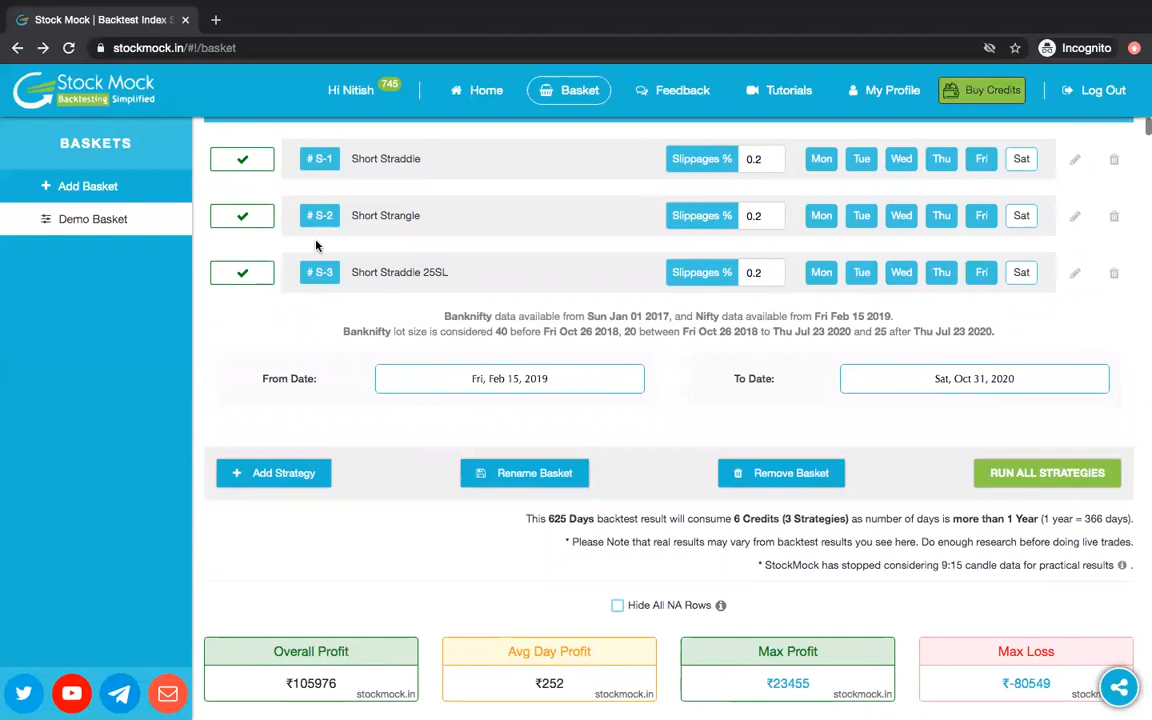 Stock Mock | Backtest Index S
stockmock.in/#!/basket
Incognito
Stock Mock
Backtesting Simplified
Hi Nitish 745
Home
Basket
Feedback
Tutorials
My Profile
Buy Credits
Log Out
BASKETS
+ Add Basket
Demo Basket
# S-1 Short Straddle Slippages % 0.2 Mon Tue Wed Thu Fri Sat
# S-2 Short Strangle Slippages % 0.2 Mon Tue Wed Thu Fri Sat
# S-3 Short Straddle 25SL Slippages % 0.2 Mon Tue Wed Thu Fri Sat
Banknifty data available from Sun Jan 01 2017, and Nifty data available from Fri Feb 15 2019.
Banknifty lot size is considered 40 before Fri Oct 26 2018, 20 between Fri Oct 26 2018 to Thu Jul 23 2020 and 25 after Thu Jul 23 2020.
From Date: Fri, Feb 15, 2019 To Date: Sat, Oct 31, 2020
+ Add Strategy Rename Basket Remove Basket RUN ALL STRATEGIES
This 625 Days backtest result will consume 6 Credits (3 Strategies) as number of days is more than 1 Year (1 year = 366 days).
* Please Note that real results may vary from backtest results you see here. Do enough research before doing live trades.
* StockMock has stopped considering 9:15 candle data for practical results .
Hide All NA Rows
Overall Profit Avg Day Profit Max Profit Max Loss
₹105976 ₹252 ₹23455 ₹-80549
stockmock.in stockmock.in stockmock.in stockm